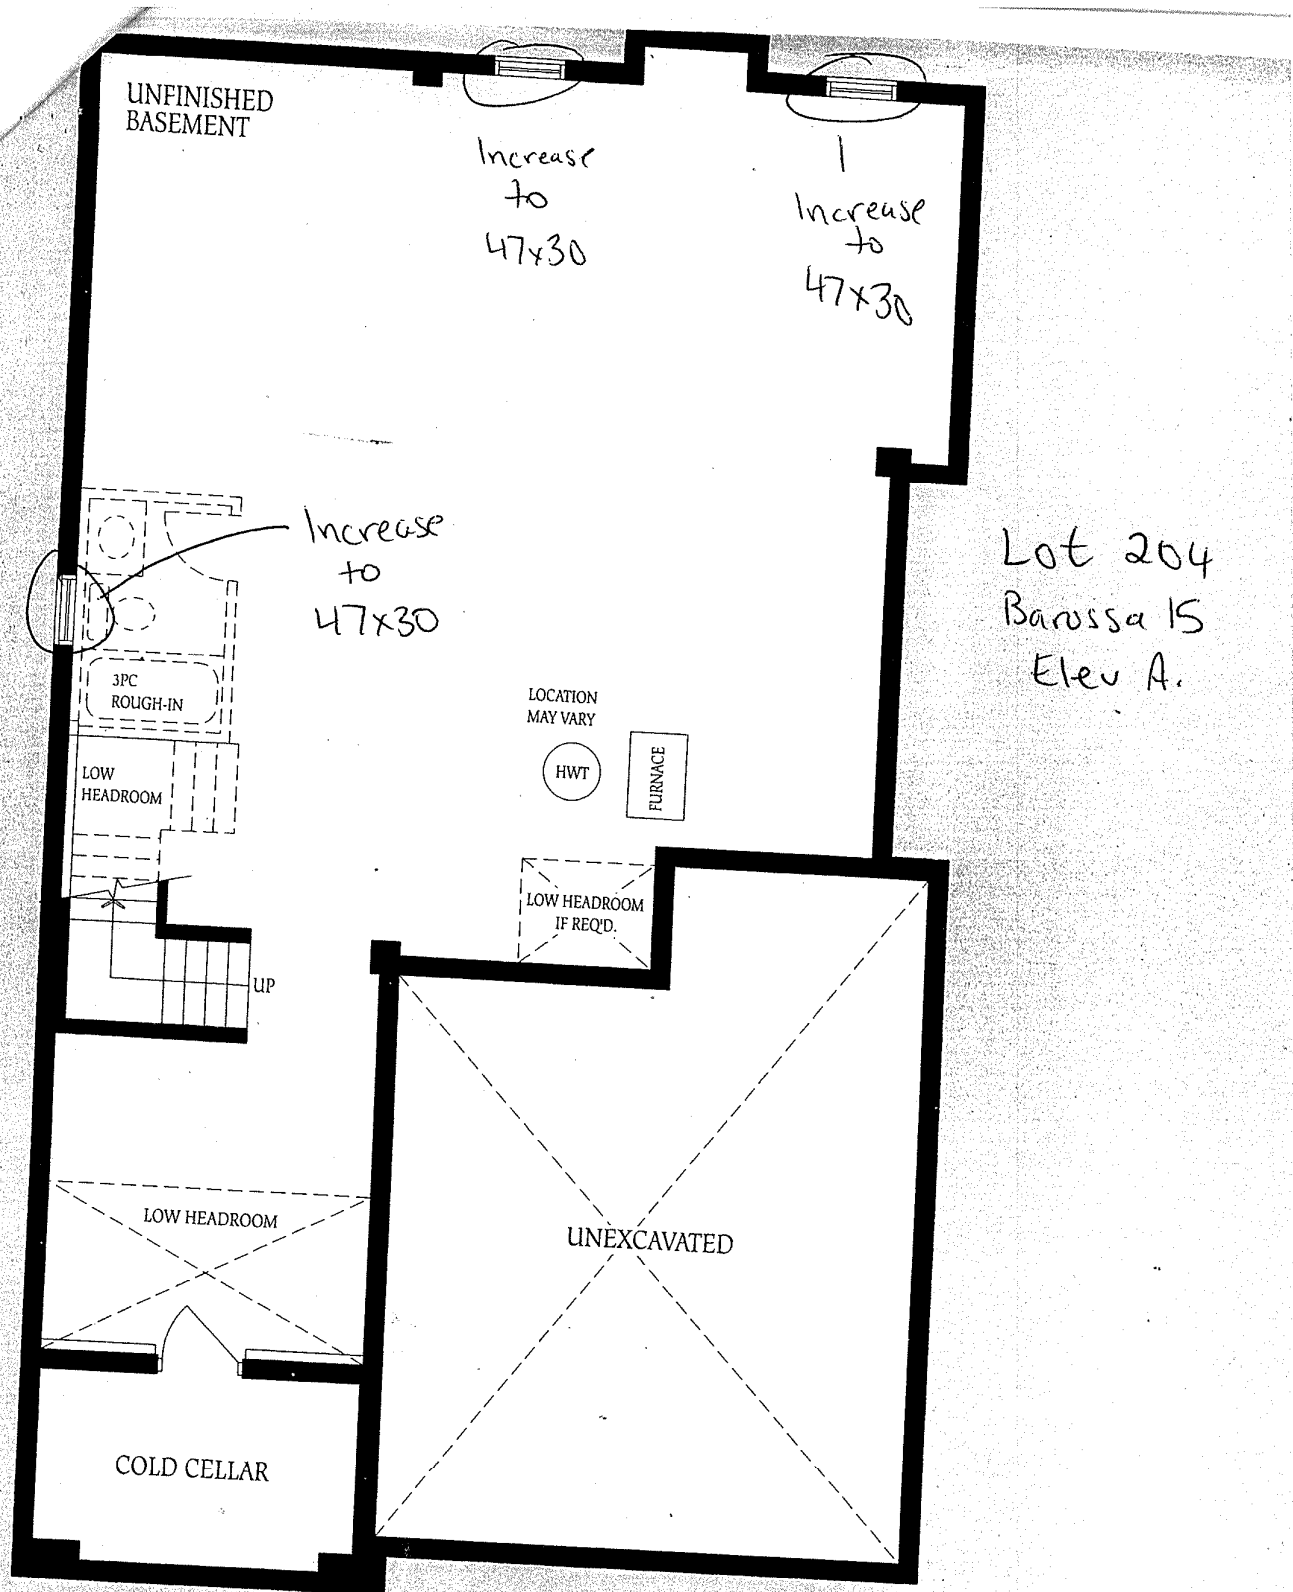 UNFINISHED
BASEMENT
Increase
to
47x30
Increase
to
47x30
Increase
to
47x30
Lot 204
Barossa 15
Elev A.
3PC
ROUGH-IN
LOCATION
MAY VARY
HWT
FURNACE
LOW
HEADROOM
LOW HEADROOM
IF REQ'D.
UP
LOW HEADROOM
UNEXCAVATED
COLD CELLAR